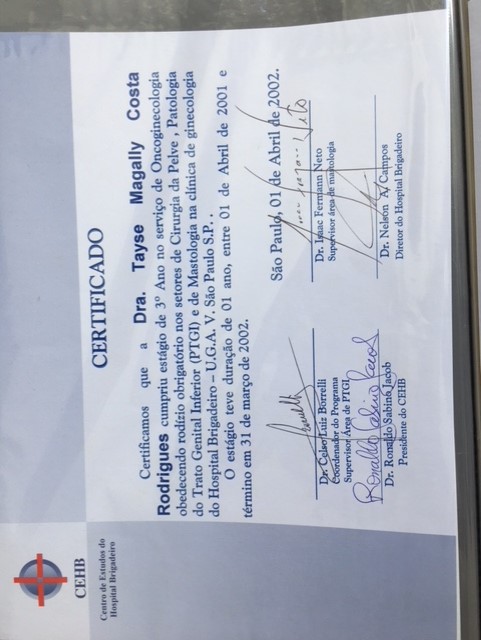 CEHB
Centro de Estudos do
Hospital Brigadeiro
CERTIFICADO
Certificamos que a Dra. Tayse Magally Costa
Rodrigues cumpriu estágio de 3º Ano no serviço de Oncoginecologia
obedecendo rodízio obrigatório nos setores de Cirurgia da Pelve , Patologia
do Trato Genital Inferior (PTGI) e de Mastologia na clínica de ginecologia
do Hospital Brigadeiro – U.G.A. V. São Paulo S.P. .
O estágio teve duração de 01 ano, entre 01 de Abril de 2001 e
término em 31 de março de 2002.
São Paulo, 01 de Abril de 2002.
Dr. Celso Luiz Borrelli
Coordenador do Programa
Supervisor Área de PTGI
Dr. Isaac Fermann Neto
Supervisor área de mastologia
Ronaldo Sabino Jacob
Dr. Ronaldo Sabino Jacob
Presidente do CEHB
Dr. Nelson A. Campos
Diretor do Hospital Brigadeiro